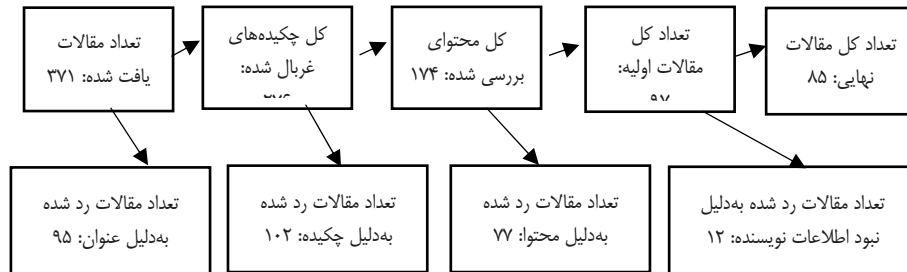 تعداد مقالات
یافت شده: ۳۷۱
کل چکیده‌های
غربال شده:
۲۷۶
کل محتوای
بررسی شده: ۱۷۴
تعداد کل
مقالات اولیه:
۹۷
تعداد کل مقالات
نهایی: ۸۵
تعداد مقالات رد شده
به‌دلیل عنوان: ۹۵
تعداد مقالات رد شده
به‌دلیل چکیده: ۱۰۲
تعداد مقالات رد شده
به‌دلیل محتوا: ۷۷
تعداد مقالات رد شده به‌دلیل
نبود اطلاعات نویسنده: ۱۲